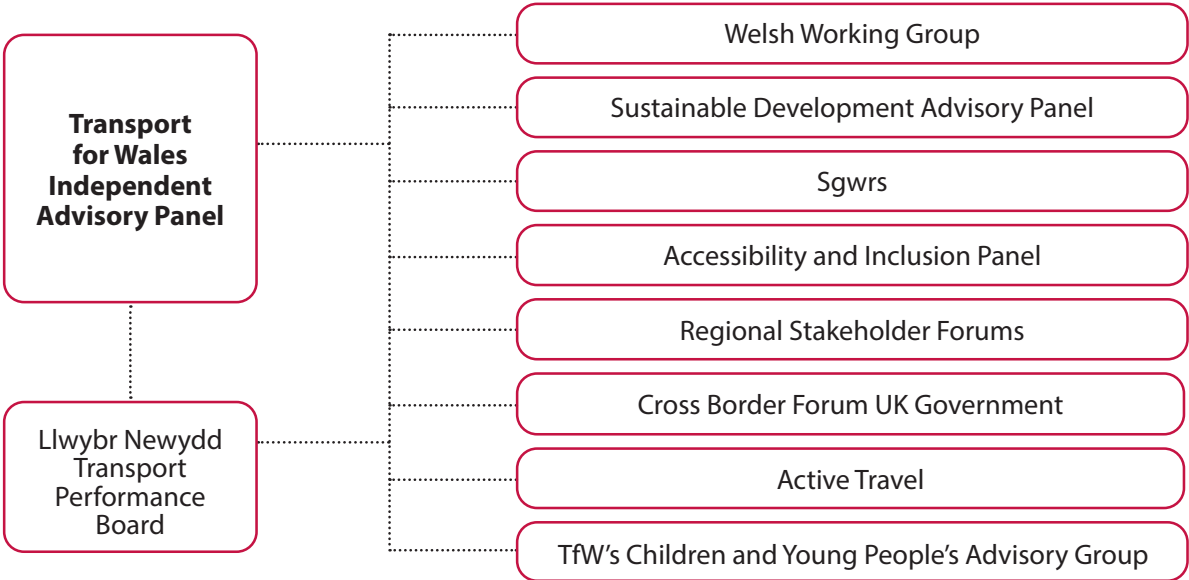 Transport
for Wales
Independent
Advisory Panel
Llwybr Newydd
Transport
Performance
Board
Welsh Working Group
Sustainable Development Advisory Panel
Sgwrs
Accessibility and Inclusion Panel
Regional Stakeholder Forums
Cross Border Forum UK Government
Active Travel
TfW’s Children and Young People’s Advisory Group